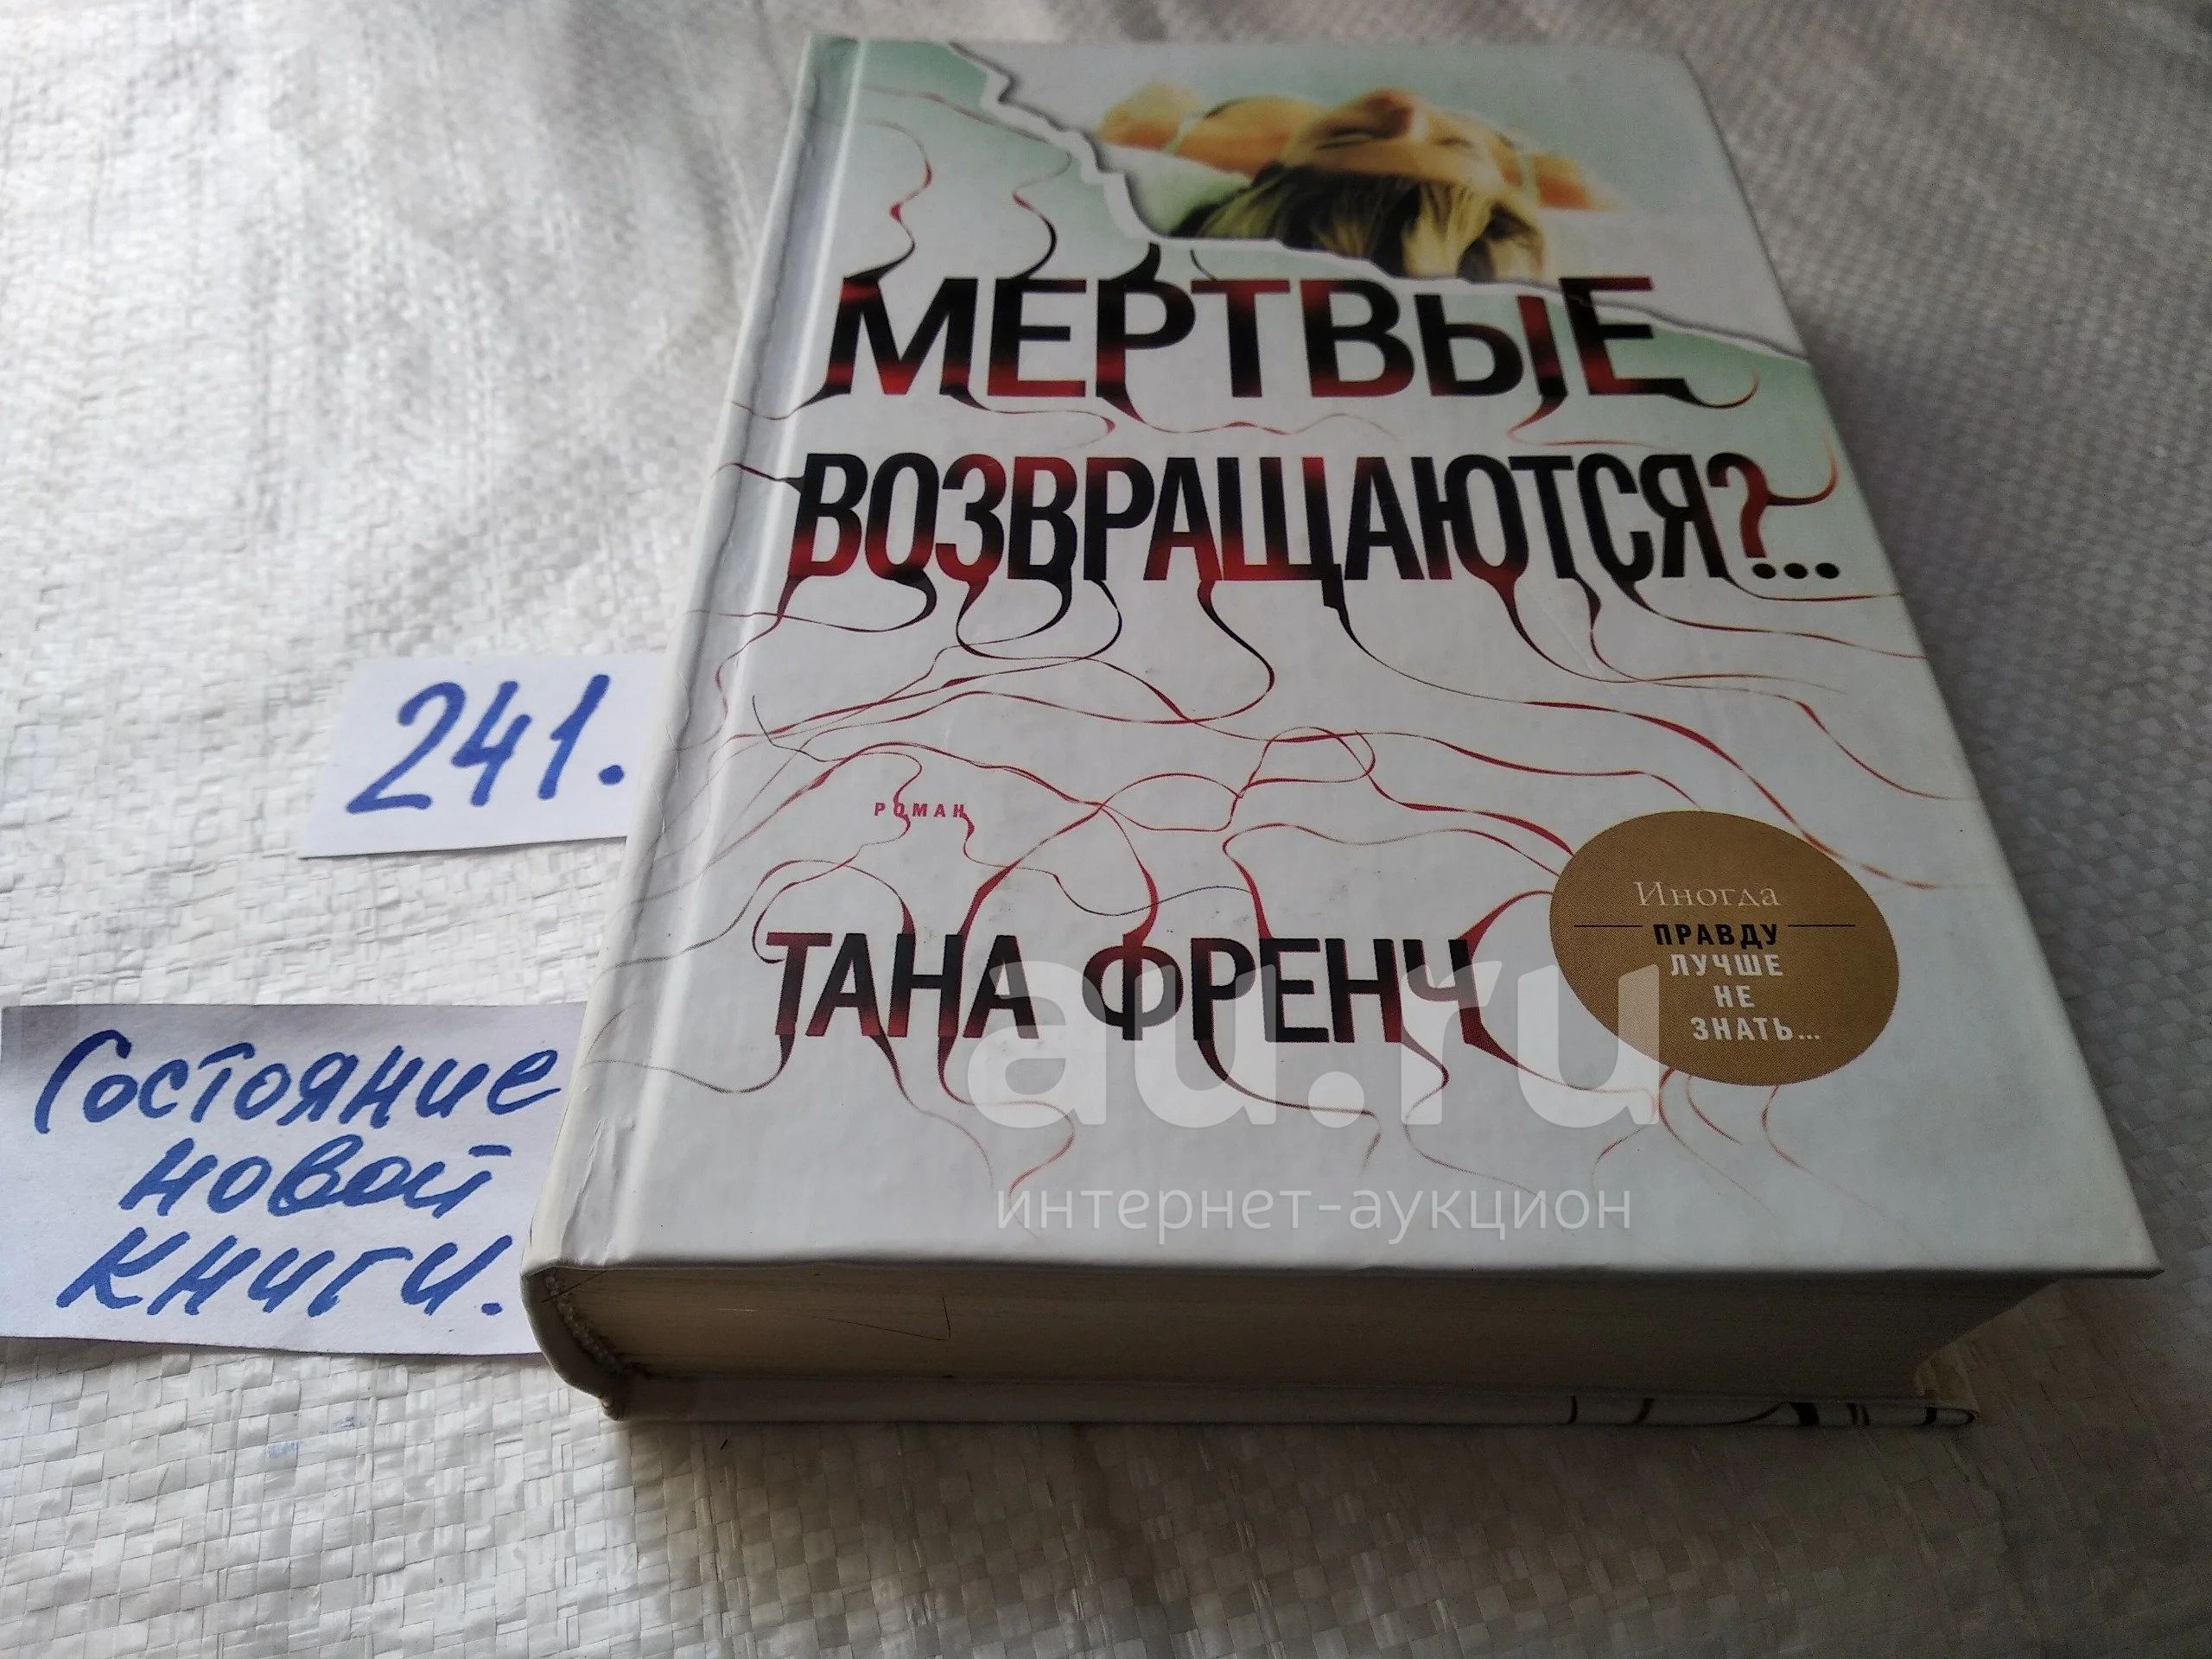 МЕРТВЫЕ
ВОЗВРАЩАЮТСЯ?...
241.
РОМАН
Иногда
ПРАВДУ
ЛУЧШЕ
НЕ
ЗНАТЬ...
ТАНА ФРЕНЧ
au.ru
интернет-аукцион
Состояние
новой
книги.